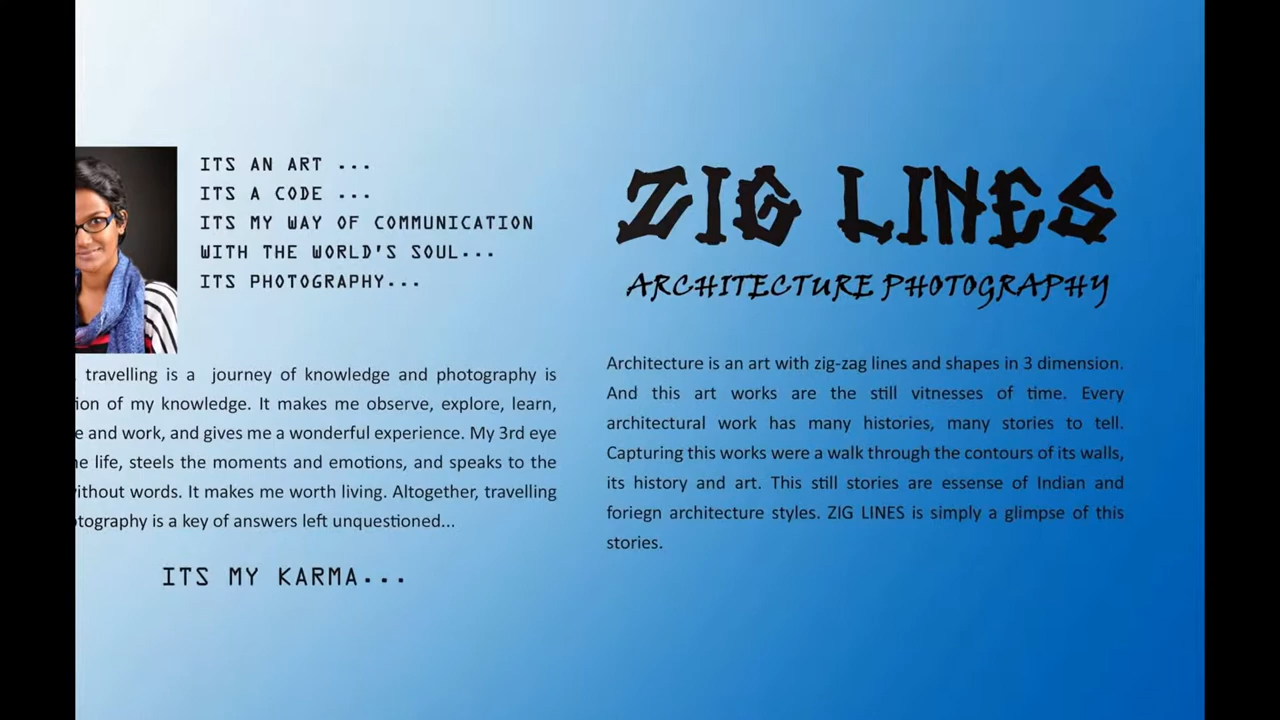 ITS AN ART ...
ITS A CODE ...
ITS MY WAY OF COMMUNICATION
WITH THE WORLD'S SOUL...
ITS PHOTOGRAPHY...
travelling is a journey of knowledge and photography is
of my knowledge. It makes me observe, explore, learn,
and work, and gives me a wonderful experience. My 3rd eye
life, steels the moments and emotions, and speaks to the
without words. It makes me worth living. Altogether, travelling
is a key of answers left unquestioned...
ITS MY KARMA...
ZIG LINES
ARCHITECTURE PHOTOGRAPHY
Architecture is an art with zig-zag lines and shapes in 3 dimension.
And this art works are the still vitnesses of time. Every
architectural work has many histories, many stories to tell.
Capturing this works were a walk through the contours of its walls,
its history and art. This still stories are essense of Indian and
foriegn architecture styles. ZIG LINES is simply a glimpse of this
stories.